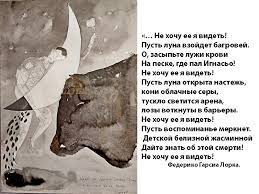 «… Не хочу ее я видеть!
Пусть луна взойдет багровей.
О, засыпьте лужи крови
На песке, где пал Игнасьо!
Не хочу ее я видеть!
Пусть луна открыта настежь,
кони облачные серы,
тускло светится арена,
лозы воткнуты в барьеры.
Не хочу ее я видеть!
Пусть воспоминанье меркнет.
Детской белизной жасминной
Дайте знать об этой смерти!
Не хочу ее я видеть!
Федерико Гарсиа Лорка.